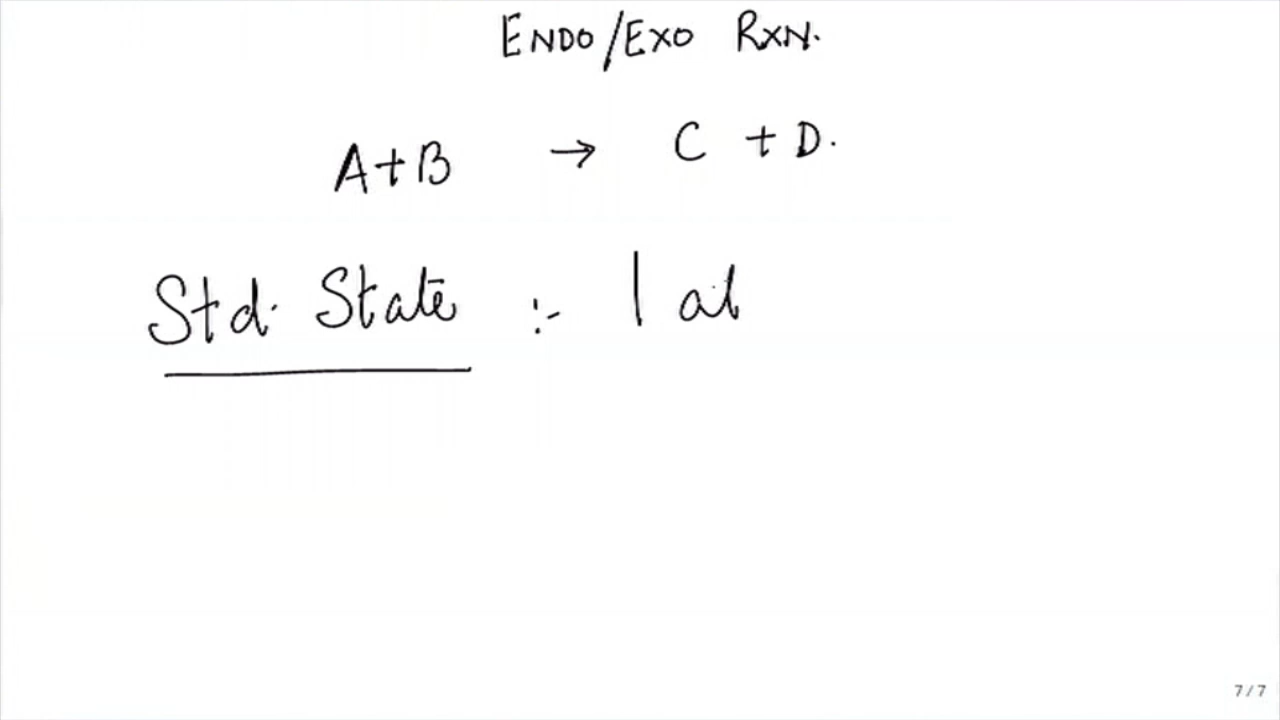 ENDO/EXO RXN.
A+B → C + D.
Std. State :- 1 at
7/7